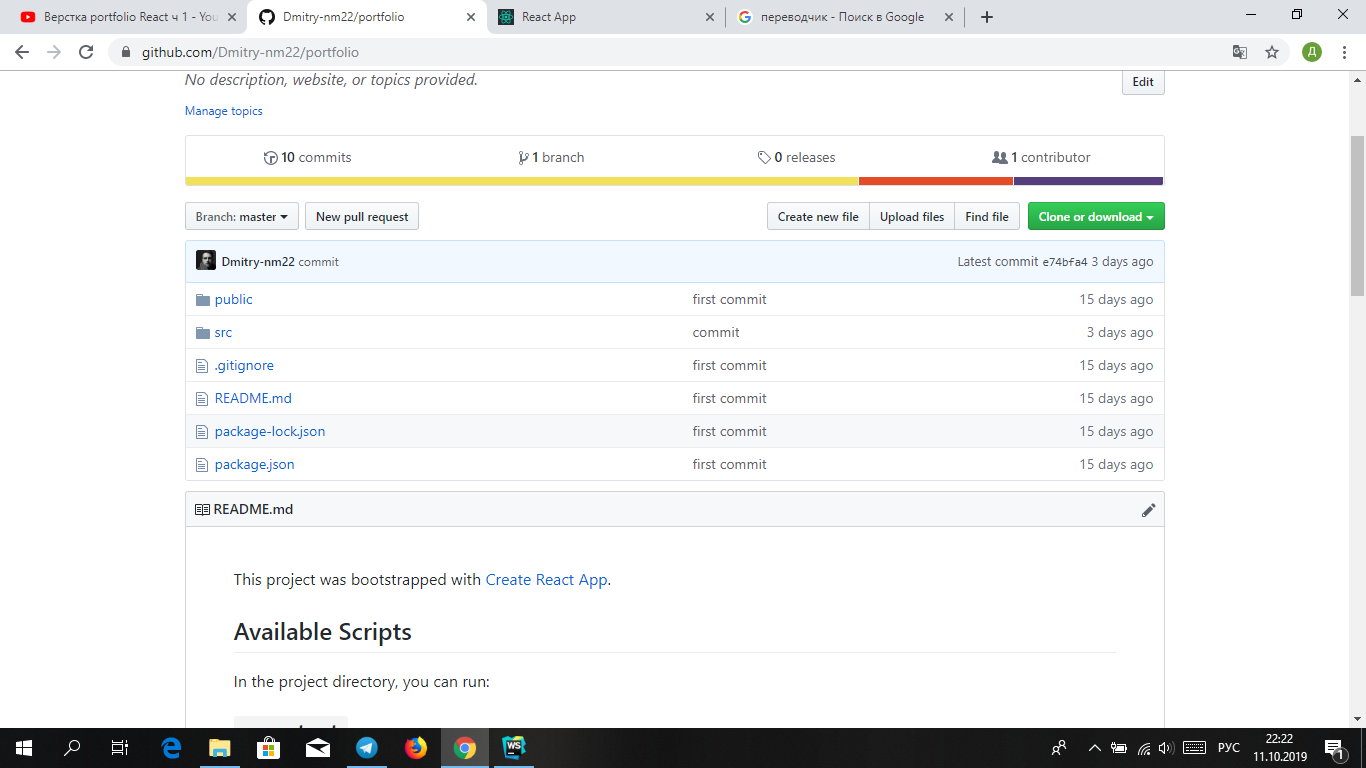 Верстка portfolio React ч 1 - You
Dmitry-nm22/portfolio
React App
переводчик - Поиск в Google
github.com/Dmitry-nm22/portfolio
Д
No description, website, or topics provided.
Edit
Manage topics
10 commits
1 branch
0 releases
1 contributor
Branch: master
New pull request
Create new file
Upload files
Find file
Clone or download
Dmitry-nm22 commit
Latest commit e74bfa4 3 days ago
public first commit 15 days ago
src commit 3 days ago
.gitignore first commit 15 days ago
README.md first commit 15 days ago
package-lock.json first commit 15 days ago
package.json first commit 15 days ago
README.md
This project was bootstrapped with Create React App.
Available Scripts
In the project directory, you can run:
WS
РУС
22:22
11.10.2019
1